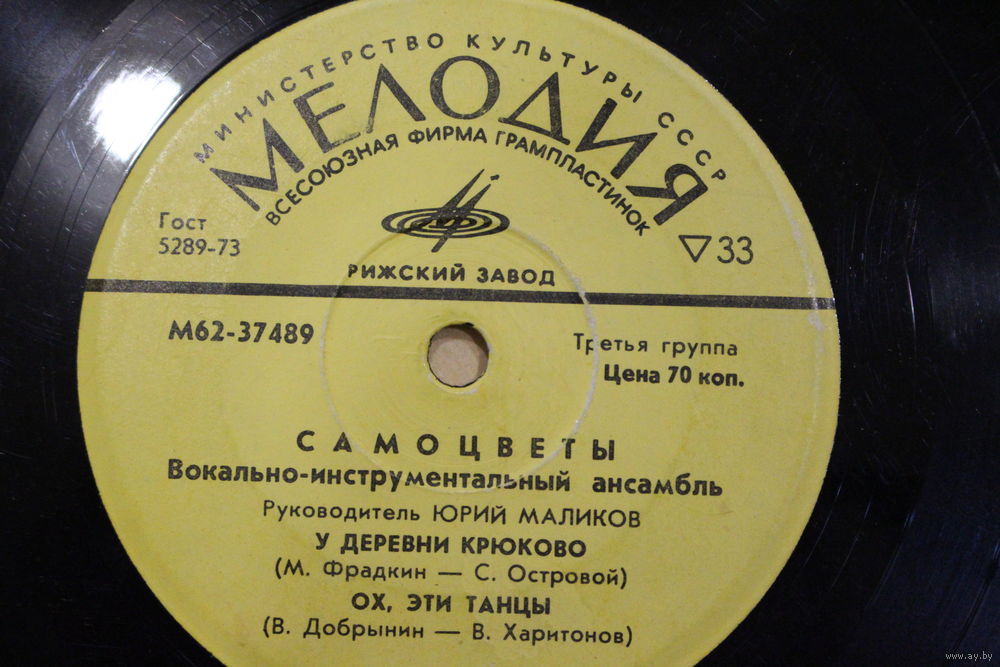 МИНИСТЕРСТВО КУЛЬТУРЫ СССР
МЕЛОДИЯ
ВСЕСОЮЗНАЯ ФИРМА ГРАМПЛАСТИНОК
Гост
5289-73
▽33
РИЖСКИЙ ЗАВОД
М62-37489
Третья группа
Цена 70 коп.
САМОЦВЕТЫ
Вокально-инструментальный ансамбль
Руководитель ЮРИЙ МАЛИКОВ
У ДЕРЕВНИ КРЮКОВО
(М. Фрадкин — С. Островой)
ОХ, ЭТИ ТАНЦЫ
(В. Добрынин — В. Харитонов)
www.ay.by